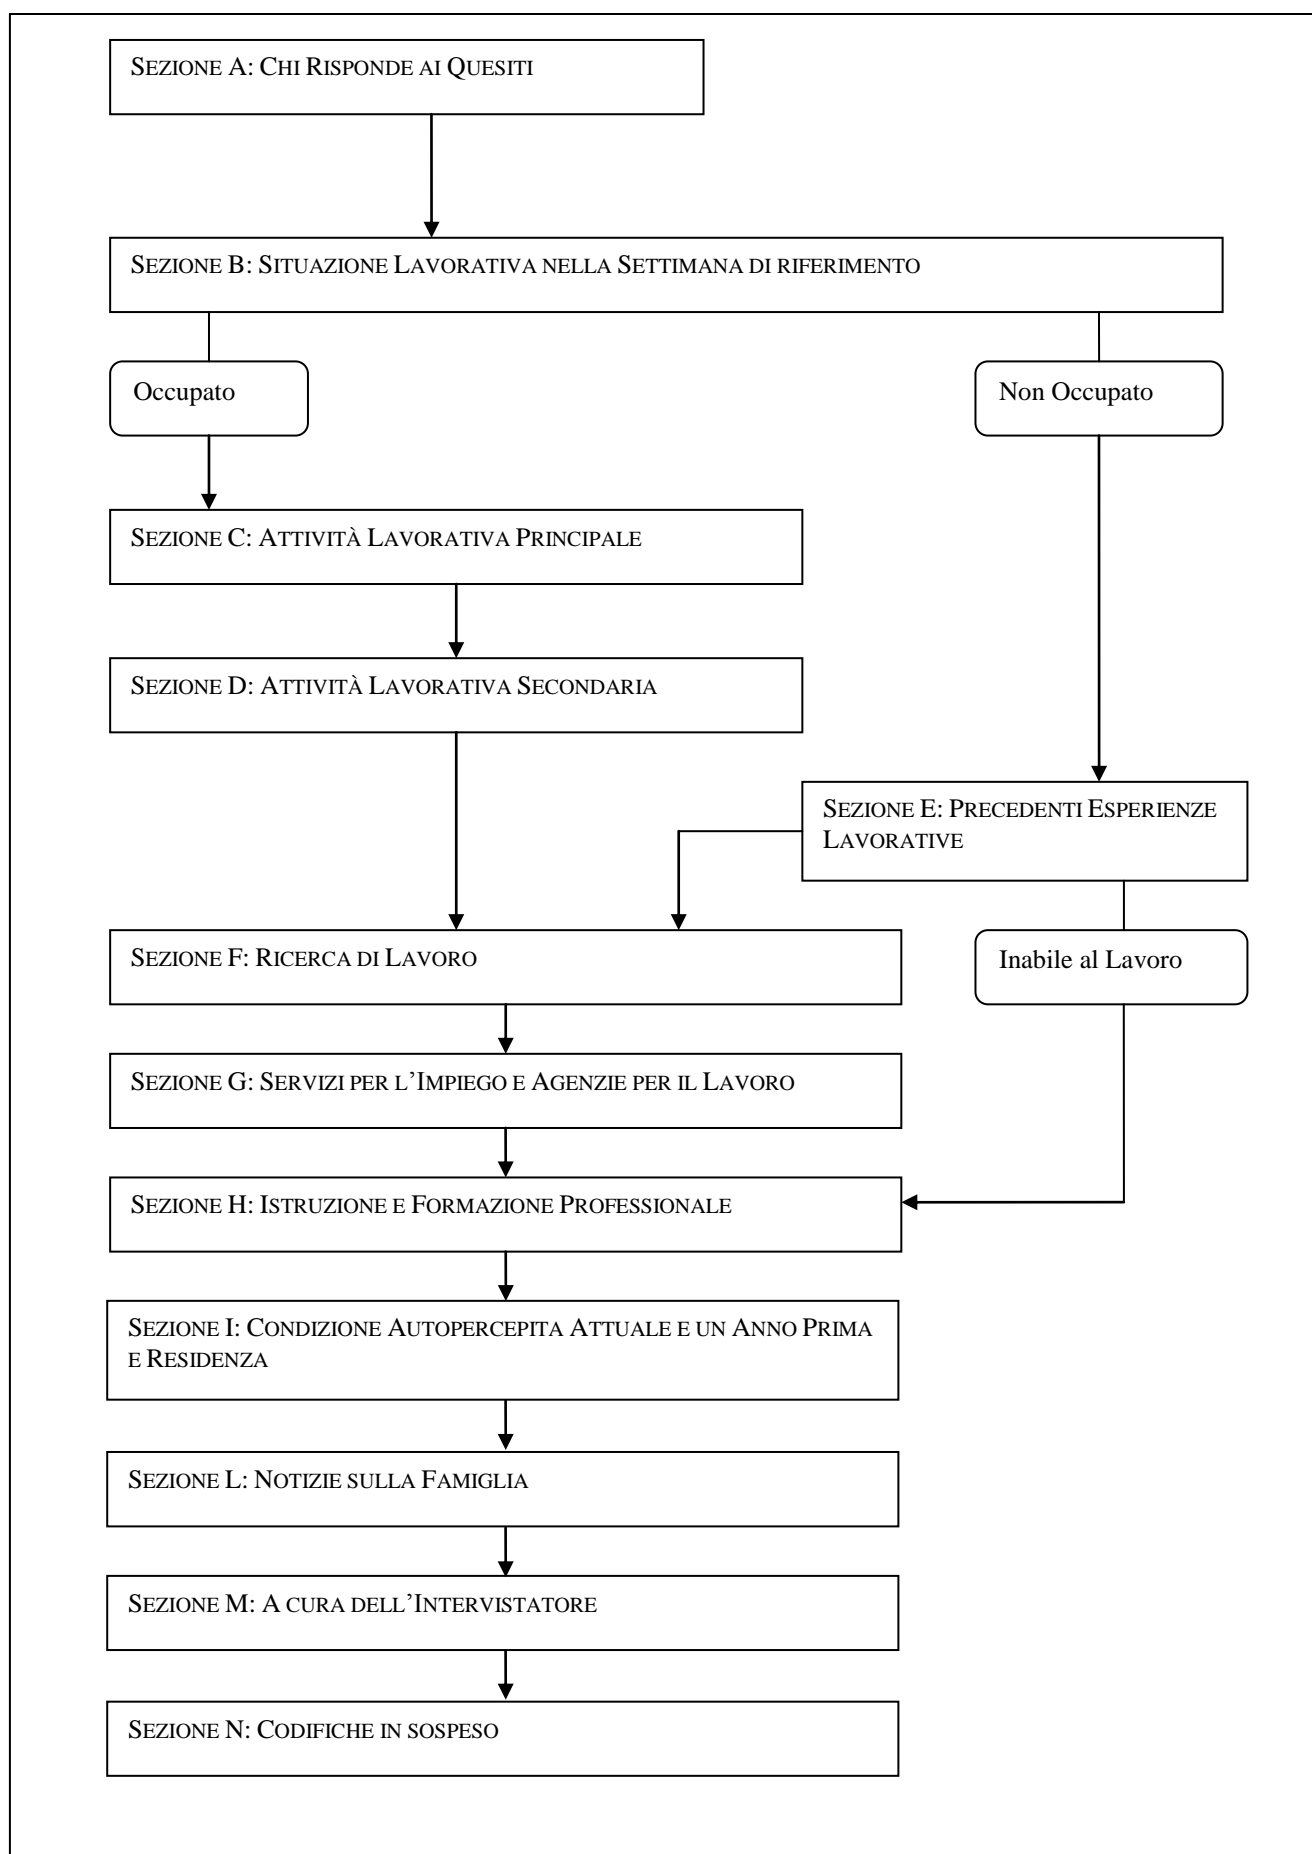 SEZIONE A: CHI RISPONDE AI QUESITI
SEZIONE B: SITUAZIONE LAVORATIVA NELLA SETTIMANA DI RIFERIMENTO
Occupato
Non Occupato
SEZIONE C: ATTIVITÀ LAVORATIVA PRINCIPALE
SEZIONE D: ATTIVITÀ LAVORATIVA SECONDARIA
SEZIONE E: PRECEDENTI ESPERIENZE
LAVORATIVE
SEZIONE F: RICERCA DI LAVORO
Inabile al Lavoro
SEZIONE G: SERVIZI PER L'IMPIEGO E AGENZIE PER IL LAVORO
SEZIONE H: ISTRUZIONE E FORMAZIONE PROFESSIONALE
SEZIONE I: CONDIZIONE AUTOPERCEPITA ATTUALE E UN ANNO PRIMA
E RESIDENZA
SEZIONE L: NOTIZIE SULLA FAMIGLIA
SEZIONE M: A CURA DELL'INTERVISTATORE
SEZIONE N: CODIFICHE IN SOSPESO